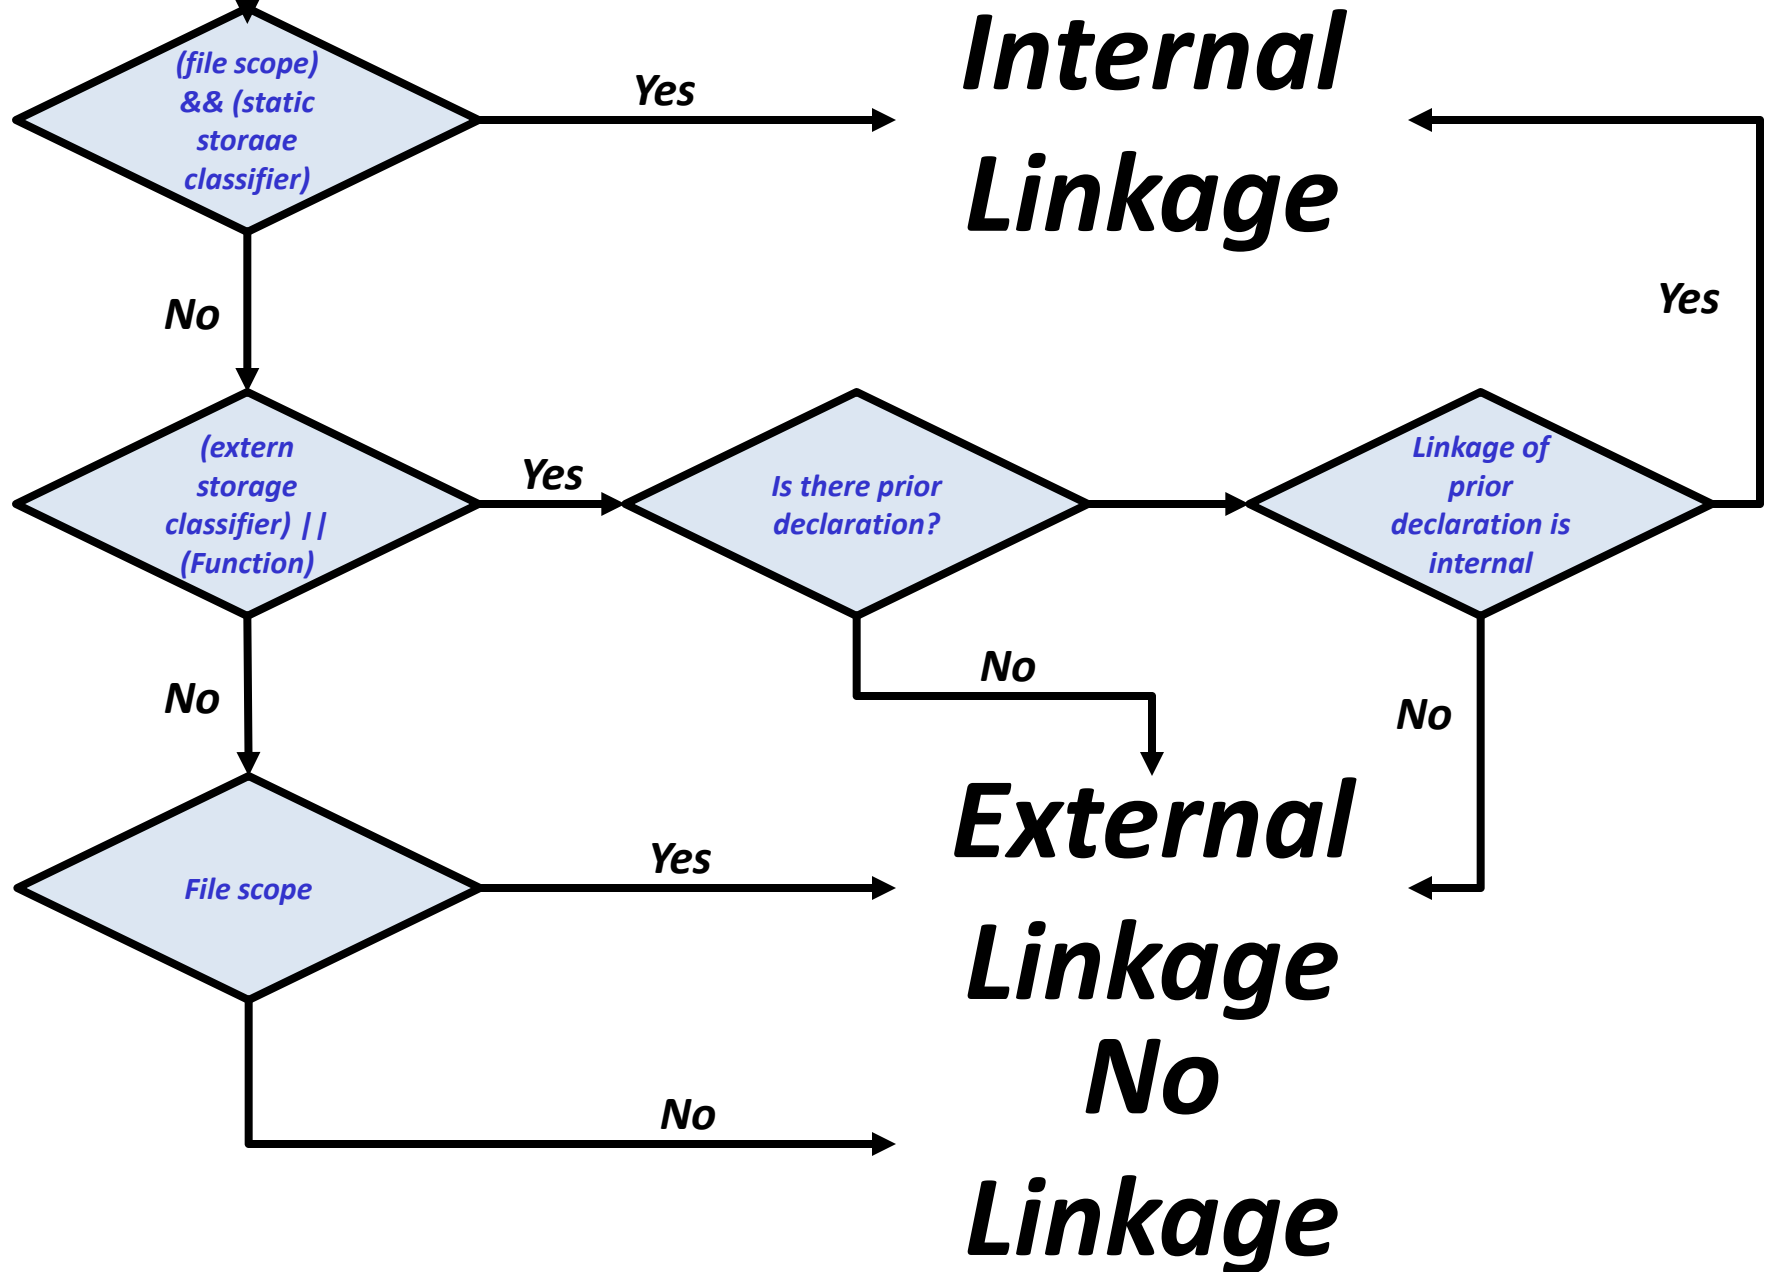 (file scope)
&& (static
storage
classifier)
Yes
Internal
Linkage
No
Yes
(extern
storage
classifier) ||
(Function)
Yes
Is there prior
declaration?
Linkage of
prior
declaration is
internal
No
No
No
File scope
Yes
External
Linkage
No
No
Linkage